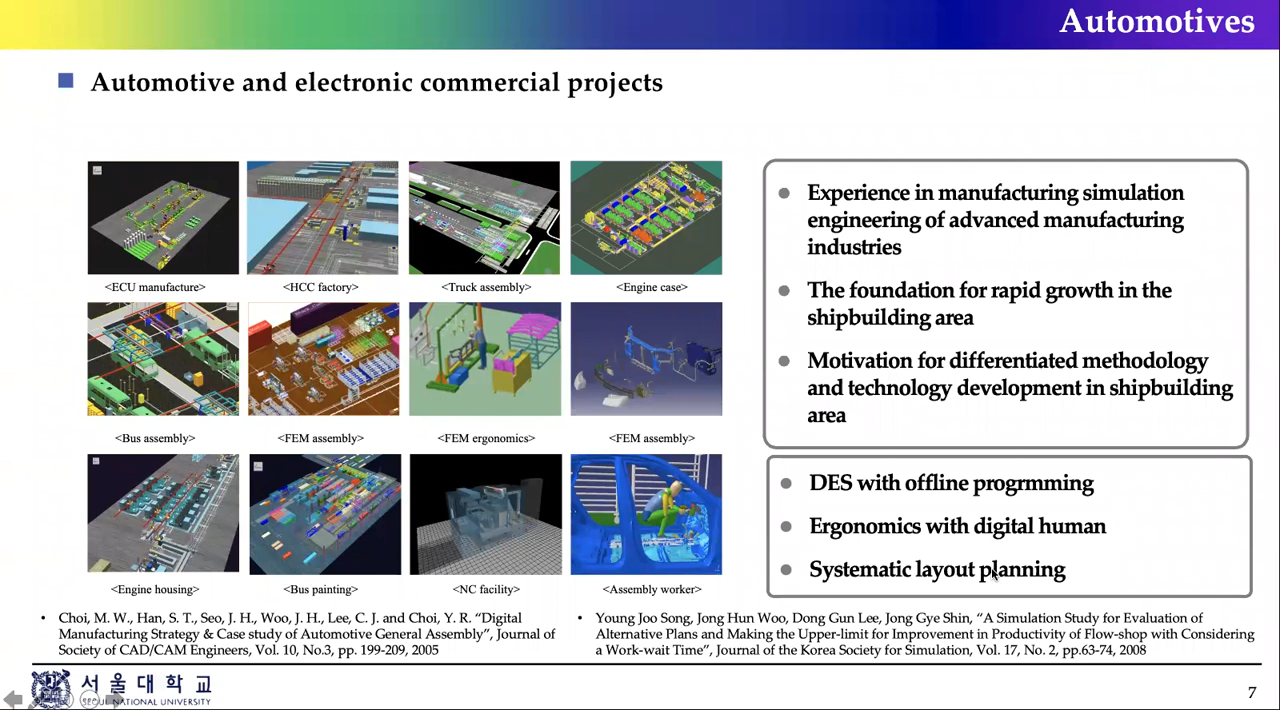 Automotives
Automotive and electronic commercial projects
<ECU manufacture>
<HCC factory>
<Truck assembly>
<Engine case>
<Bus assembly>
<FEM assembly>
<FEM ergonomics>
<FEM assembly>
<Engine housing>
<Bus painting>
<NC facility>
<Assembly worker>
Experience in manufacturing simulation
engineering of advanced manufacturing
industries
The foundation for rapid growth in the
shipbuilding area
Motivation for differentiated methodology
and technology development in shipbuilding
area
DES with offline progrmming
Ergonomics with digital human
Systematic layout planning
Choi, M. W., Han, S. T., Seo, J. H., Woo, J. H., Lee, C. J. and Choi, Y. R. “Digital
Manufacturing Strategy & Case study of Automotive General Assembly”, Journal of
Society of CAD/CAM Engineers, Vol. 10, No.3, pp. 199-209, 2005
Young Joo Song, Jong Hun Woo, Dong Gun Lee, Jong Gye Shin, “A Simulation Study for Evaluation of
Alternative Plans and Making the Upper-limit for Improvement in Productivity of Flow-shop with Considering
a Work-wait Time”, Journal of the Korea Society for Simulation, Vol. 17, No. 2, pp.63-74, 2008
서울대학교
SEOUL NATIONAL UNIVERSITY
7